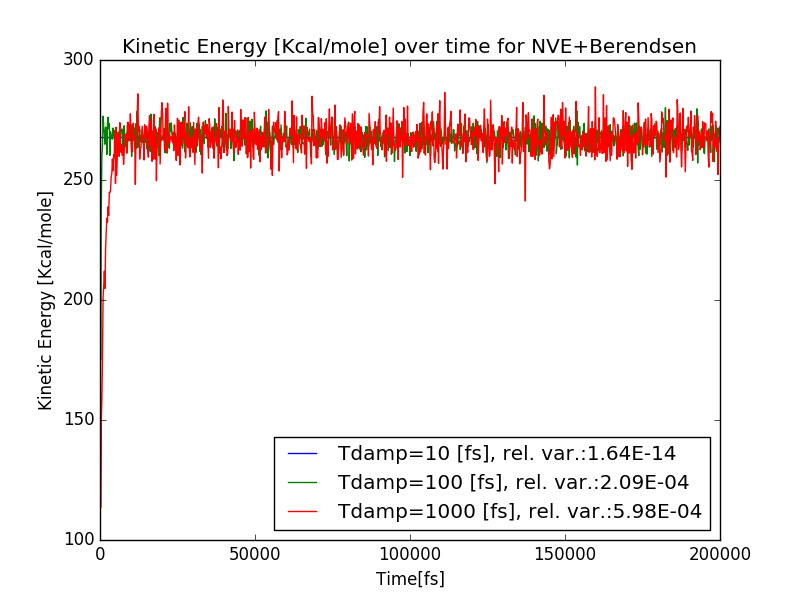 Kinetic Energy [Kcal/mole] over time for NVE+Berendsen
300
250
200
150
100
Kinetic Energy [Kcal/mole]
Tdamp=10 [fs], rel. var.:1.64E-14
Tdamp=100 [fs], rel. var.:2.09E-04
Tdamp=1000 [fs], rel. var.:5.98E-04
0 50000 100000 150000 200000
Time[fs]